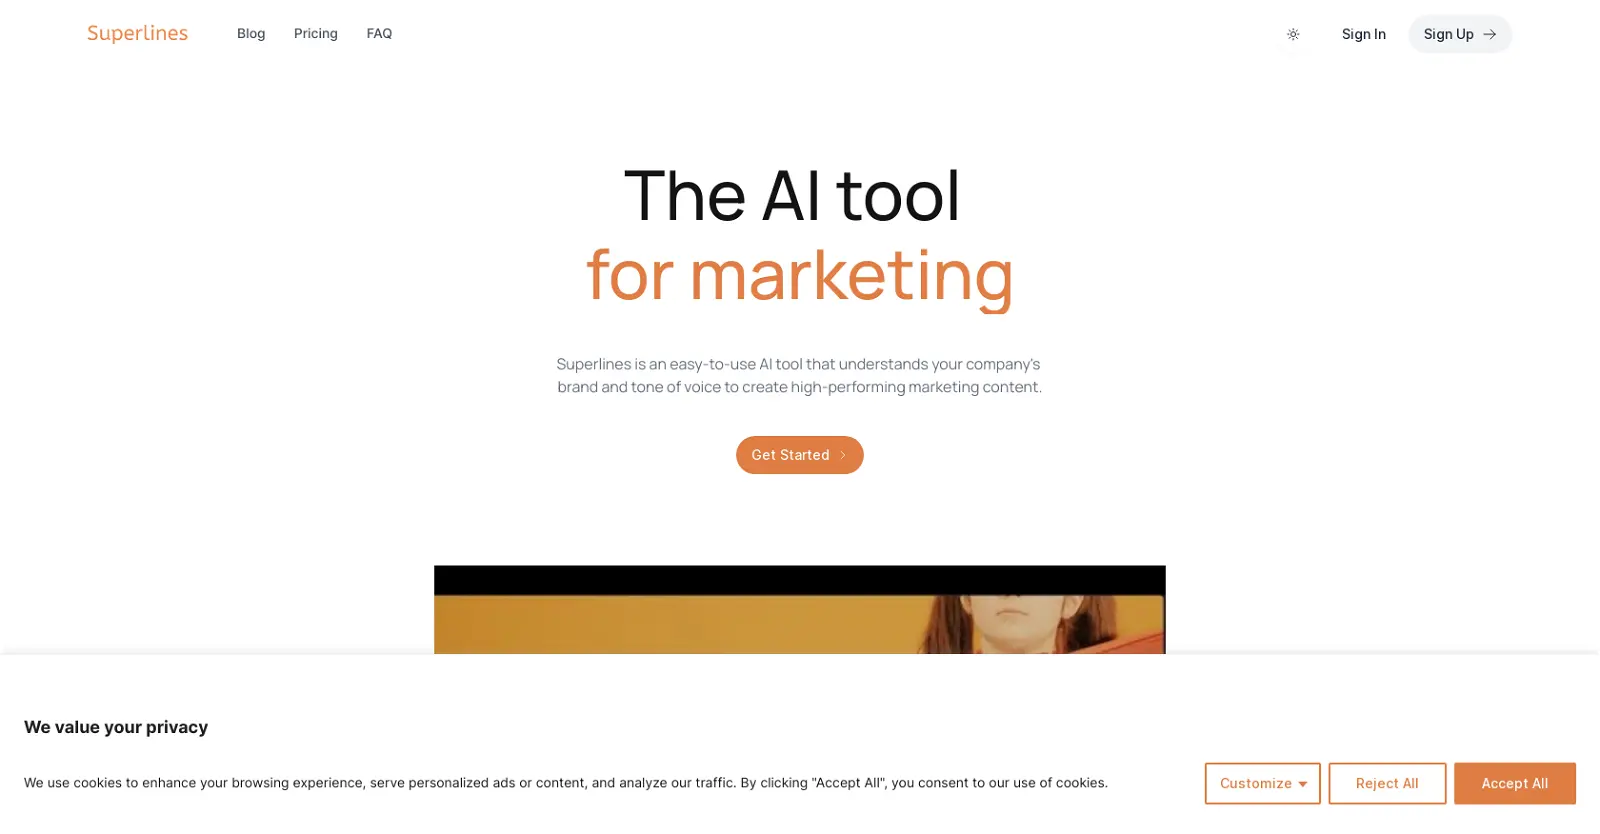 Superlines
Blog
Pricing
FAQ
Sign In
Sign Up
The AI tool
for marketing
Superlines is an easy-to-use AI tool that understands your company's
brand and tone of voice to create high-performing marketing content.
Get Started
We value your privacy
We use cookies to enhance your browsing experience, serve personalized ads or content, and analyze our traffic. By clicking "Accept All", you consent to our use of cookies.
Customize
Reject All
Accept All